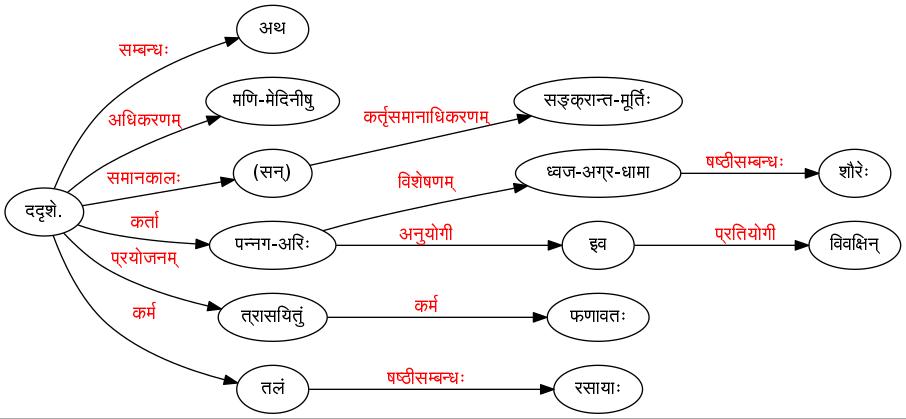 अथ
सम्बन्धः
मणि-मेदिनीषु
सङ्क्रान्त-मूर्तिः
अधिकरणम्
कर्तृसमानाधिकरणम्
समानकालः
(सन्)
ध्वज-अग्र-धामा
षष्ठीसम्बन्धः
शौरेः
विशेषणम्
ददृशे.
कर्ता
पन्नग-अरिः
अनुयोगी
इव
प्रतियोगी
विवक्षिन्
प्रयोजनम्
त्रासयितुं
कर्म
फणावतः
कर्म
तलं
षष्ठीसम्बन्धः
रसायाः